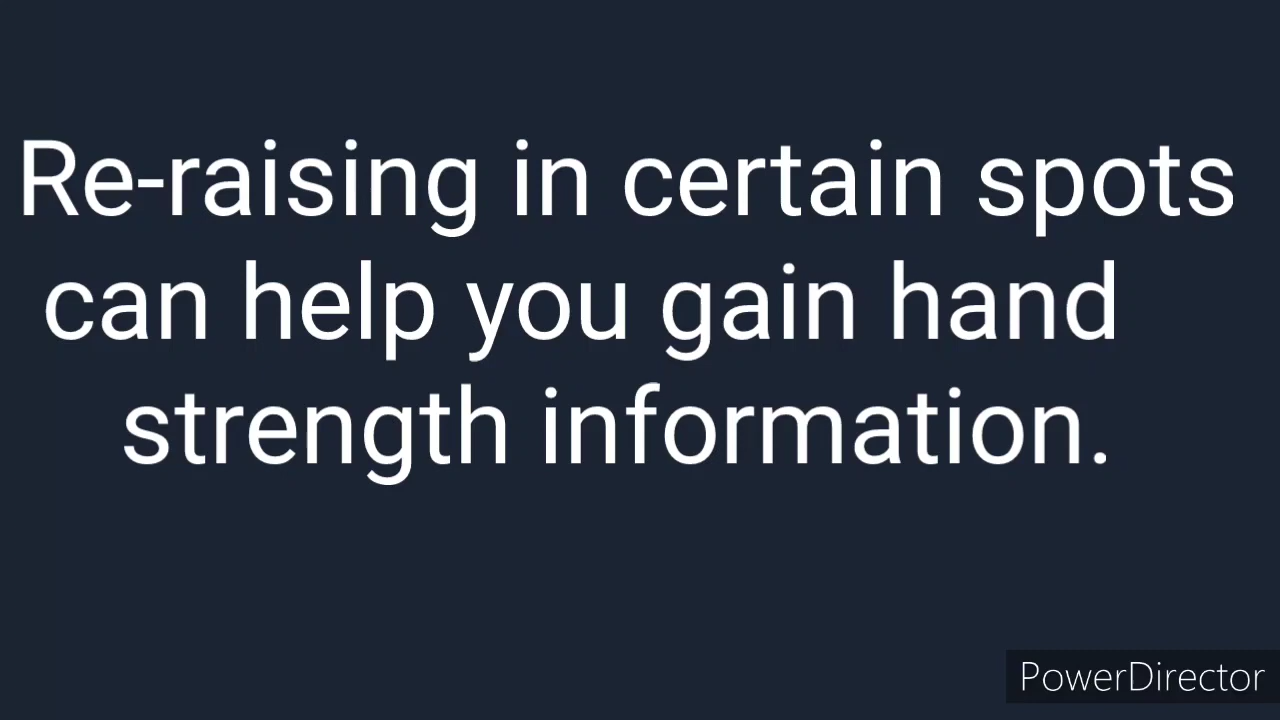 Re-raising in certain spots
can help you gain hand
strength information.
PowerDirector